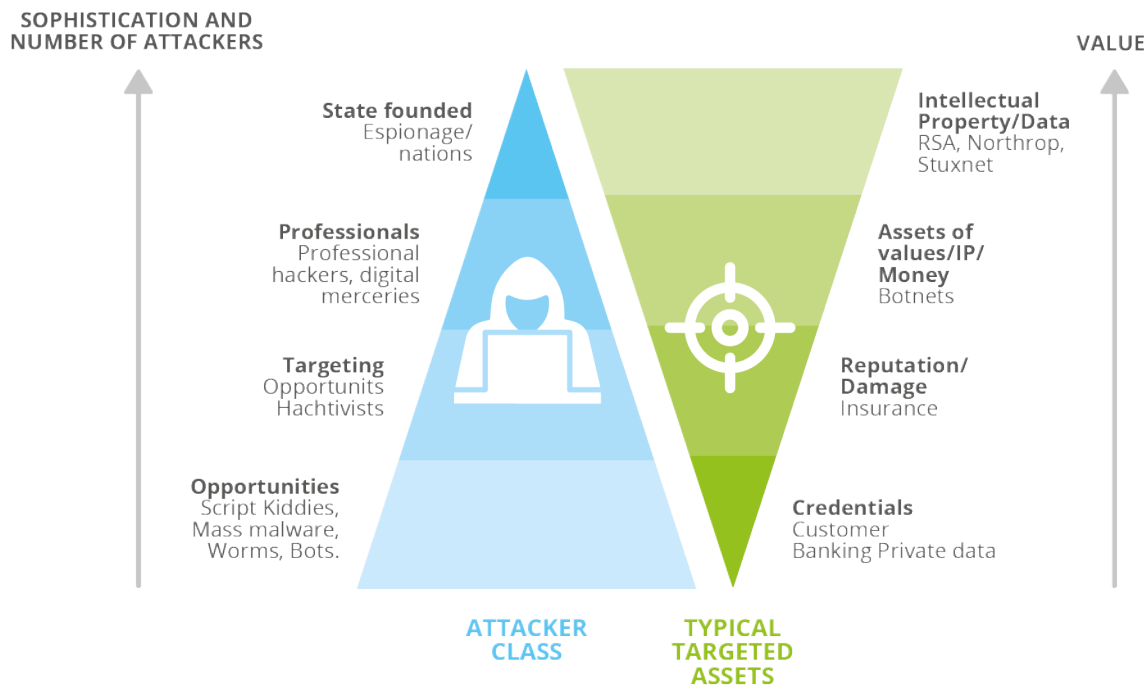 SOPHISTICATION AND
NUMBER OF ATTACKERS
VALUE
State founded
Espionage/
nations
Professionals
Professional
hackers, digital
merceries
Targeting
Opportunits
Hachtivists
Opportunities
Script Kiddies,
Mass malware,
Worms, Bots.
Intellectual
Property/Data
RSA, Northrop,
Stuxnet
Assets of
values/IP/
Money
Botnets
Reputation/
Damage
Insurance
Credentials
Customer
Banking Private data
ATTACKER
CLASS
TYPICAL
TARGETED
ASSETS